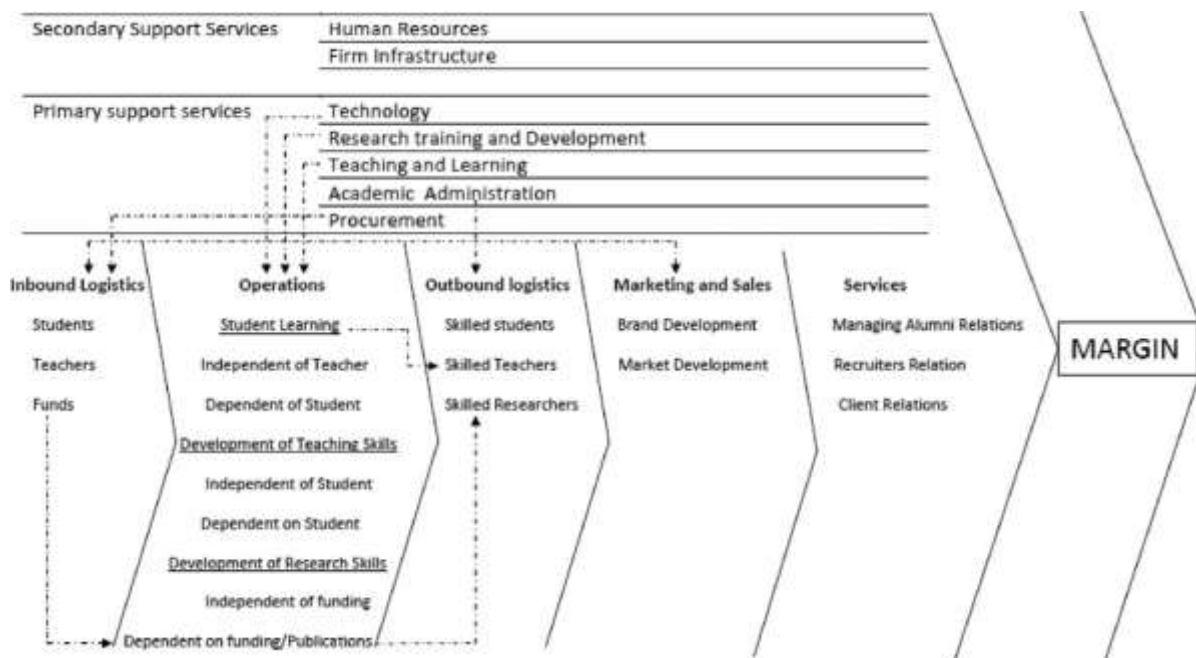 Secondary Support Services
Human Resources
Firm Infrastructure
Primary support services
Technology
Research training and Development
Teaching and Learning
Academic Administration
Procurement
Inbound Logistics
Students
Teachers
Funds
Operations
Student Learning
Independent of Teacher
Dependent of Student
Development of Teaching Skills
Independent of Student
Dependent on Student
Development of Research Skills
Independent of funding
Dependent on funding/Publications
Outbound logistics
Skilled students
Skilled Teachers
Skilled Researchers
Marketing and Sales
Brand Development
Market Development
Services
Managing Alumni Relations
Recruiters Relation
Client Relations
MARGIN